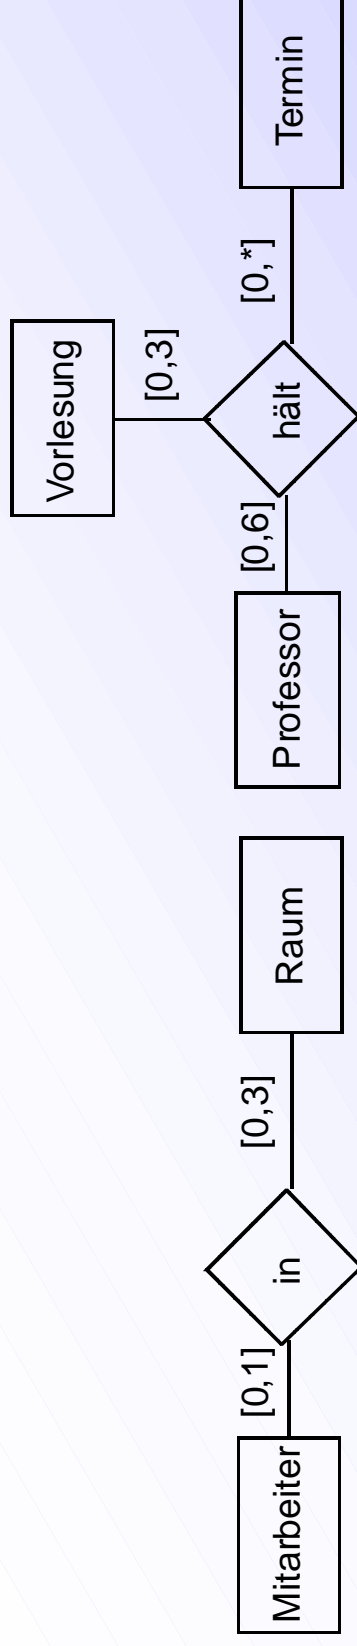 Mitarbeiter
[0,1]
in
[0,3]
Raum
Professor
[0,6]
hält
[0,3]
Vorlesung
[0,*]
Termin